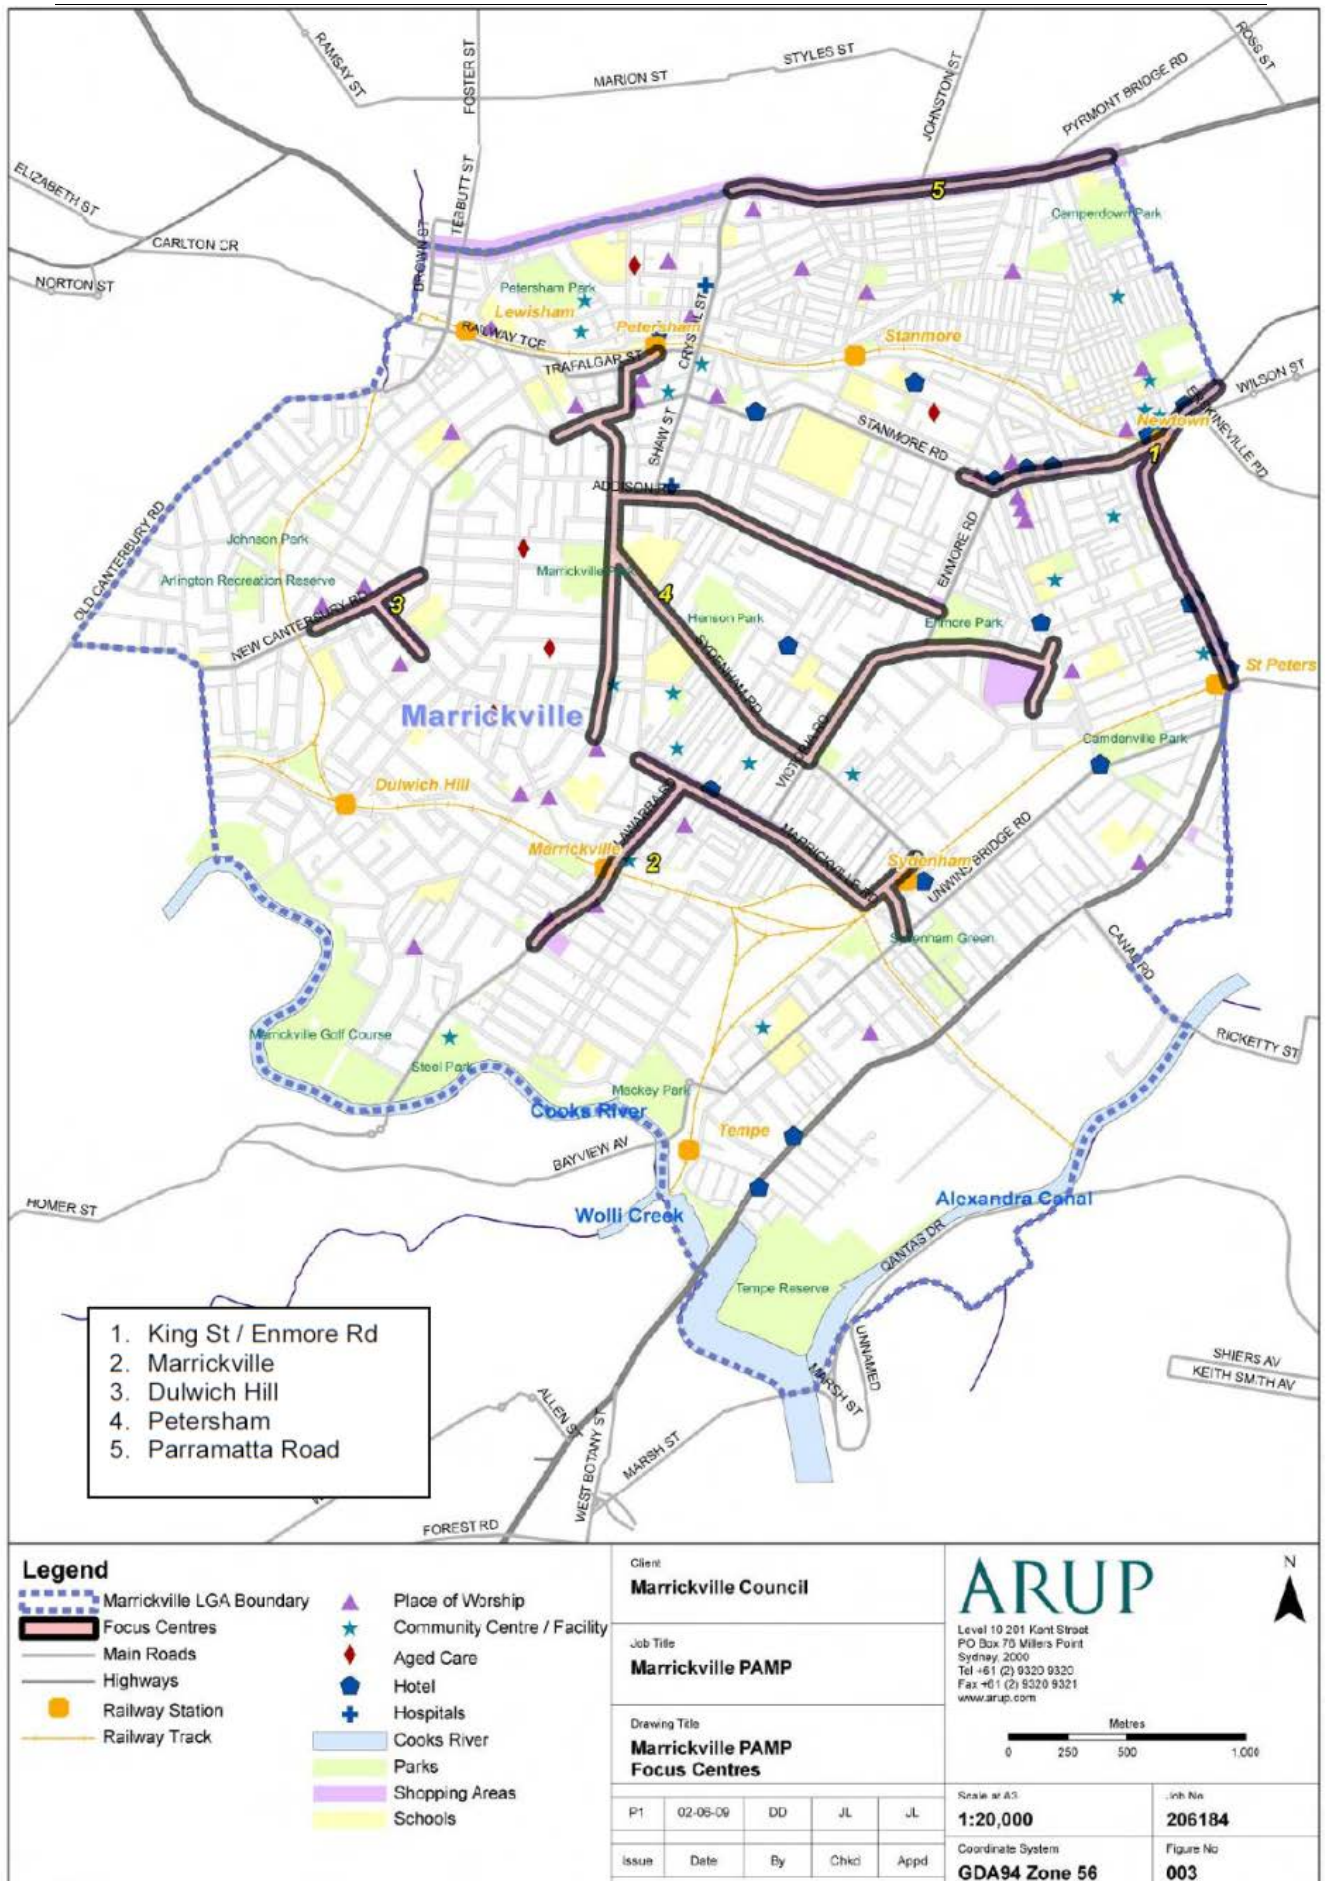 RAMSAY ST
FOSTER ST
MARION ST
STYLES ST
JOHNSTON ST
PYRMONT BRIDGE RD
ROSS ST
ELIZABETH ST
CARLTON CR
NORTON ST
BROWN ST
TEBBUTT ST
5
Camperdown Park
Petersham Park
Lewisham
RAILWAY TCE
Petersham
TRAFALGAR ST
Stanmore
WILSON ST
ERSKINEVILLE RD
Newtown
1
SHAW ST
STANMORE RD
ADDISON RD
ENMORE RD
OLD CANTERBURY RD
Johnson Park
Arlington Recreation Reserve
NEW CANTERBURY RD
3
Marrickville Park
4
Henson Park
Enmore Park
SYDENHAM RD
St Peters
Marrickville
VICTORIA RD
Camdenville Park
Dulwich Hill
Marrickville
2
MARRICKVILLE RD
Sydenham
UNWINS BRIDGE RD
Sydenham Green
CANAL RD
RICKETTY ST
Marrickville Golf Course
Steel Park
Mackey Park
Cooks River
Tempe
BAYVIEW AV
HOMER ST
Wolli Creek
Alexandra Canal
QANTAS DR
Tempe Reserve
UNNAMED
MARSH ST
SHIERS AV
KEITH SMITH AV
ALLEN ST
WEST BOTANY ST
MARSH ST
FOREST RD
1. King St / Enmore Rd
2. Marrickville
3. Dulwich Hill
4. Petersham
5. Parramatta Road
Legend
Marrickville LGA Boundary
Focus Centres
Main Roads
Highways
Railway Station
Railway Track
Place of Worship
Community Centre / Facility
Aged Care
Hotel
Hospitals
Cooks River
Parks
Shopping Areas
Schools
Client
Marrickville Council
Job Title
Marrickville PAMP
Drawing Title
Marrickville PAMP
Focus Centres
P1 02-06-09 DD JL JL
Issue Date By Chkd Appd
ARUP
N
Level 10 201 Kent Street
PO Box 76 Millers Point
Sydney, 2000
Tel +61 (2) 9320 9320
Fax +61 (2) 9320 9321
www.arup.com
Metres
0 250 500 1,000
Scale at A3
1:20,000
Job No
206184
Coordinate System
GDA94 Zone 56
Figure No
003